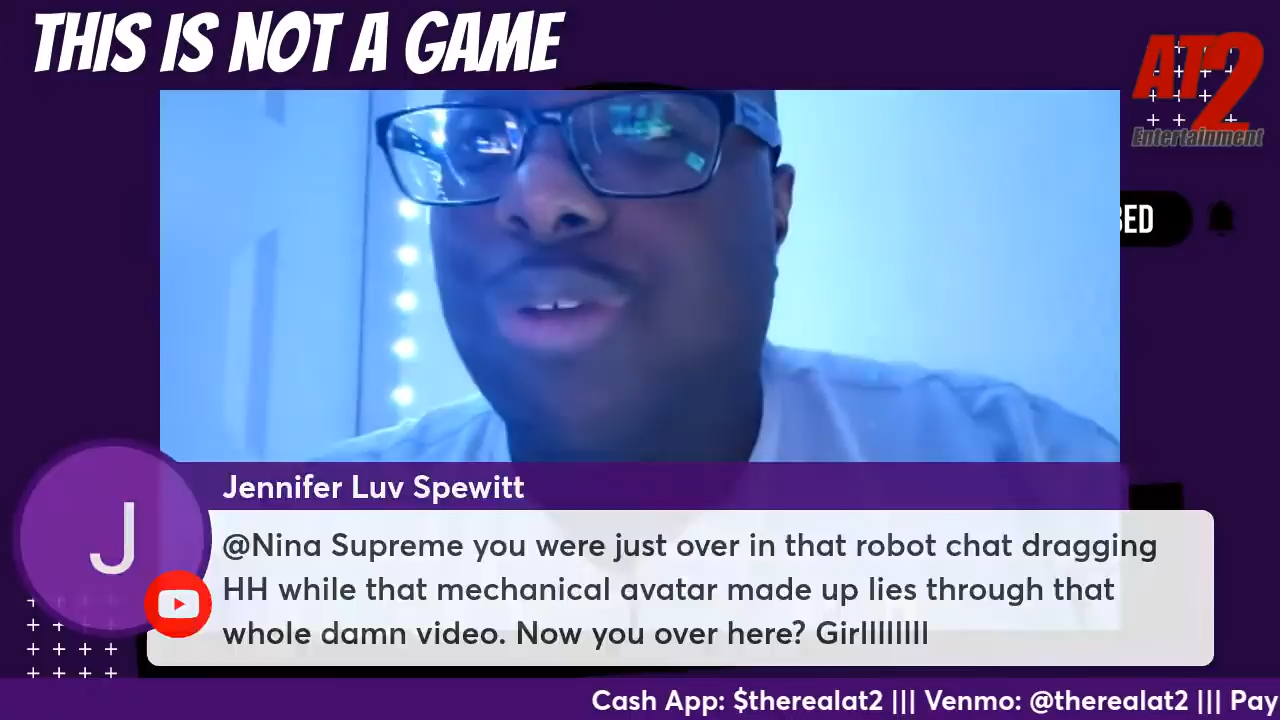 THIS IS NOT A GAME
AT2
Entertainment
BED
J
Jennifer Luv Spewitt
@Nina Supreme you were just over in that robot chat dragging
HH while that mechanical avatar made up lies through that
whole damn video. Now you over here? Girllllllll
Cash App: $therealat2 ||| Venmo: @therealat2 ||| Pay